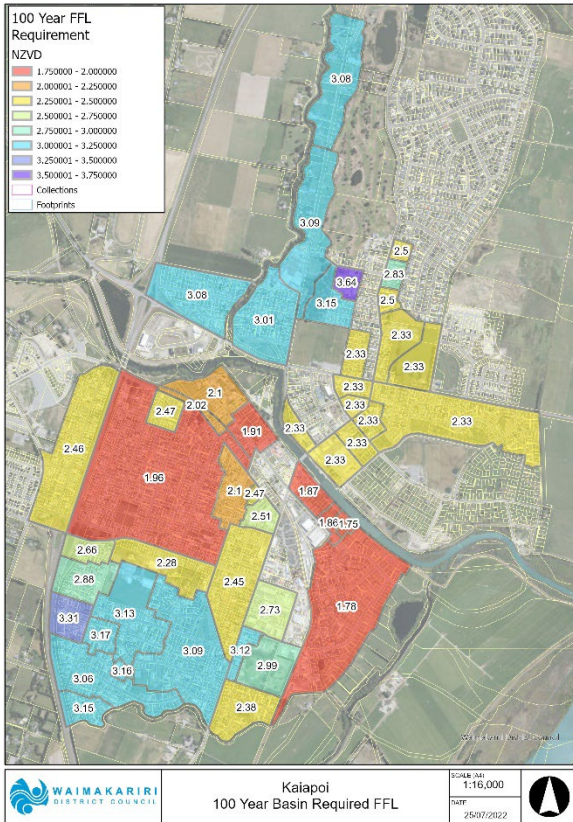 100 Year FFL
Requirement
NZVD
1.750000 - 2.000000
2.000001 - 2.250000
2.250001 - 2.500000
2.500001 - 2.750000
2.750001 - 3.000000
3.000001 - 3.250000
3.250001 - 3.500000
3.500001 - 3.750000
Collections
Footprints
3.08
3.09
2.5
2.83
3.64
3.15
2.5
3.08
3.01
2.33
2.33
2.33
2.1
2.33
2.02
2.47
2.33
2.33
2.33
1.91
2.33
2.33
2.46
2.33
1.96
1.87
2.1
2.47
2.51
1.86
1.75
2.66
2.28
2.88
2.45
1.78
3.13
2.73
3.31
3.17
3.09
3.12
3.16
2.99
3.06
3.15
2.38
Waimakariri District Council
WAIMAKARIRI
DISTRICT COUNCIL
Kaiapoi
100 Year Basin Required FFL
SCALE (A4)
1:16,000
DATE
25/07/2022